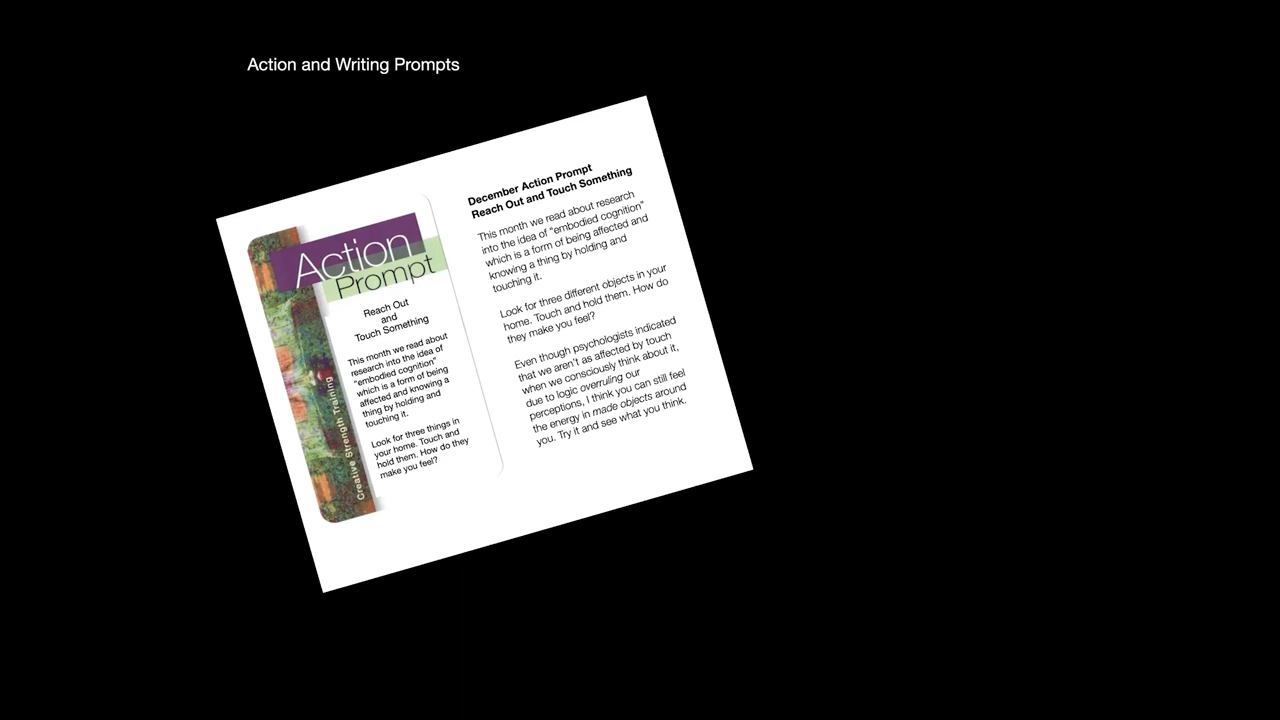 Action and Writing Prompts
Action
Prompt
Reach Out
and
Touch Something
This month we read about
research into the idea of
"embodied cognition"
which is a form of being
affected and knowing a
thing by holding and
touching it.
Look for three things in
your home. Touch and
hold them. How do they
make you feel?
Creative Strength Training
December Action Prompt
Reach Out and Touch Something
This month we read about research
into the idea of "embodied cognition"
which is a form of being affected and
knowing a thing by holding and
touching it.
Look for three different objects in your
home. Touch and hold them. How do
they make you feel?
Even though psychologists indicated
that we aren't as affected by touch
when we consciously think about it,
due to logic overruling our
perceptions, I think you can still feel
the energy in made objects around
you. Try it and see what you think.